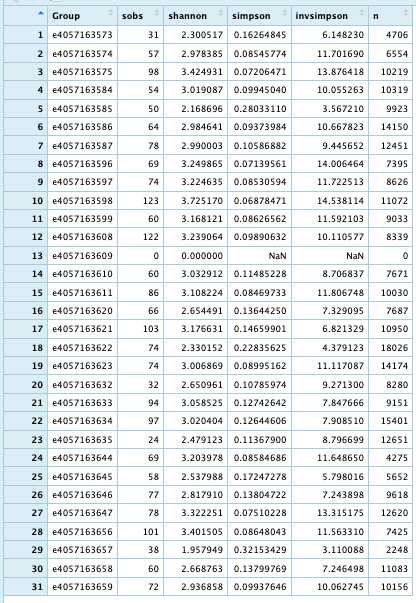 Group sobs shannon simpson invsimpson n
1 e4057163573 31 2.300517 0.16264845 6.148230 4706
2 e4057163574 57 2.978385 0.08545774 11.701690 6554
3 e4057163575 98 3.424931 0.07206471 13.876418 10219
4 e4057163584 54 3.019087 0.09945040 10.055263 10319
5 e4057163585 50 2.168696 0.28033110 3.567210 9923
6 e4057163586 64 2.984641 0.09373984 10.667823 14150
7 e4057163587 78 2.990003 0.10586882 9.445652 12451
8 e4057163596 69 3.249865 0.07139561 14.006464 7395
9 e4057163597 74 3.224635 0.08530594 11.722513 8626
10 e4057163598 123 3.725170 0.06878471 14.538114 11072
11 e4057163599 60 3.168121 0.08626562 11.592103 9033
12 e4057163608 122 3.239064 0.09890632 10.110577 8339
13 e4057163609 0 0.000000 NaN NaN 0
14 e4057163610 60 3.032912 0.11485228 8.706837 7671
15 e4057163611 86 3.108224 0.08469733 11.806748 10030
16 e4057163620 66 2.654491 0.13644250 7.329095 7687
17 e4057163621 103 3.176631 0.14659901 6.821329 10950
18 e4057163622 74 2.330152 0.22835625 4.379123 18026
19 e4057163623 74 3.006869 0.08995162 11.117087 14174
20 e4057163632 32 2.650961 0.10785974 9.271300 8280
21 e4057163633 94 3.058525 0.12742642 7.847666 9151
22 e4057163634 97 3.020404 0.12644606 7.908510 15401
23 e4057163635 24 2.479123 0.11367900 8.796699 12651
24 e4057163644 69 3.203978 0.08584686 11.648650 4275
25 e4057163645 58 2.537988 0.17247278 5.798016 5652
26 e4057163646 77 2.817910 0.13804722 7.243898 9618
27 e4057163647 78 3.322251 0.07510228 13.315175 12620
28 e4057163656 101 3.401505 0.08648043 11.563310 7425
29 e4057163657 38 1.957949 0.32153429 3.110088 2248
30 e4057163658 60 2.668763 0.13799769 7.246498 11083
31 e4057163659 72 2.936858 0.09937646 10.062745 10156